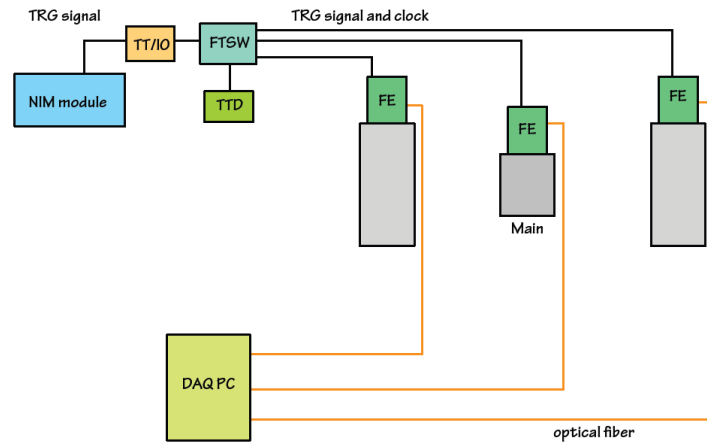 TRG signal
TRG signal and clock
TT/IO
FTSW
NIM module
TTD
FE
FE
FE
Main
DAQ PC
optical fiber